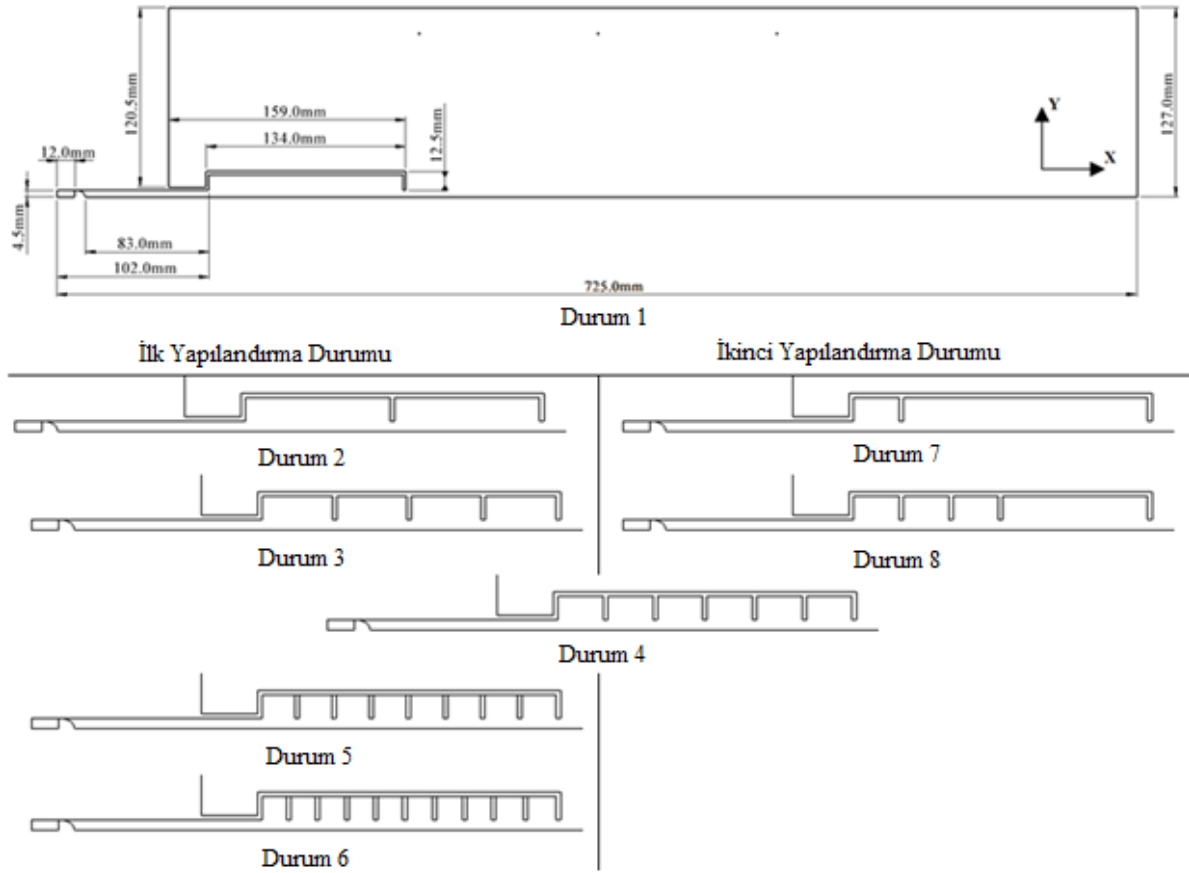 120.5mm
127.0mm
159.0mm
134.0mm
12.5mm
12.0mm
4.5mm
Y
X
83.0mm
102.0mm
725.0mm
Durum 1
İlk Yapılandırma Durumu
İkinci Yapılandırma Durumu
Durum 2
Durum 7
Durum 3
Durum 8
Durum 4
Durum 5
Durum 6